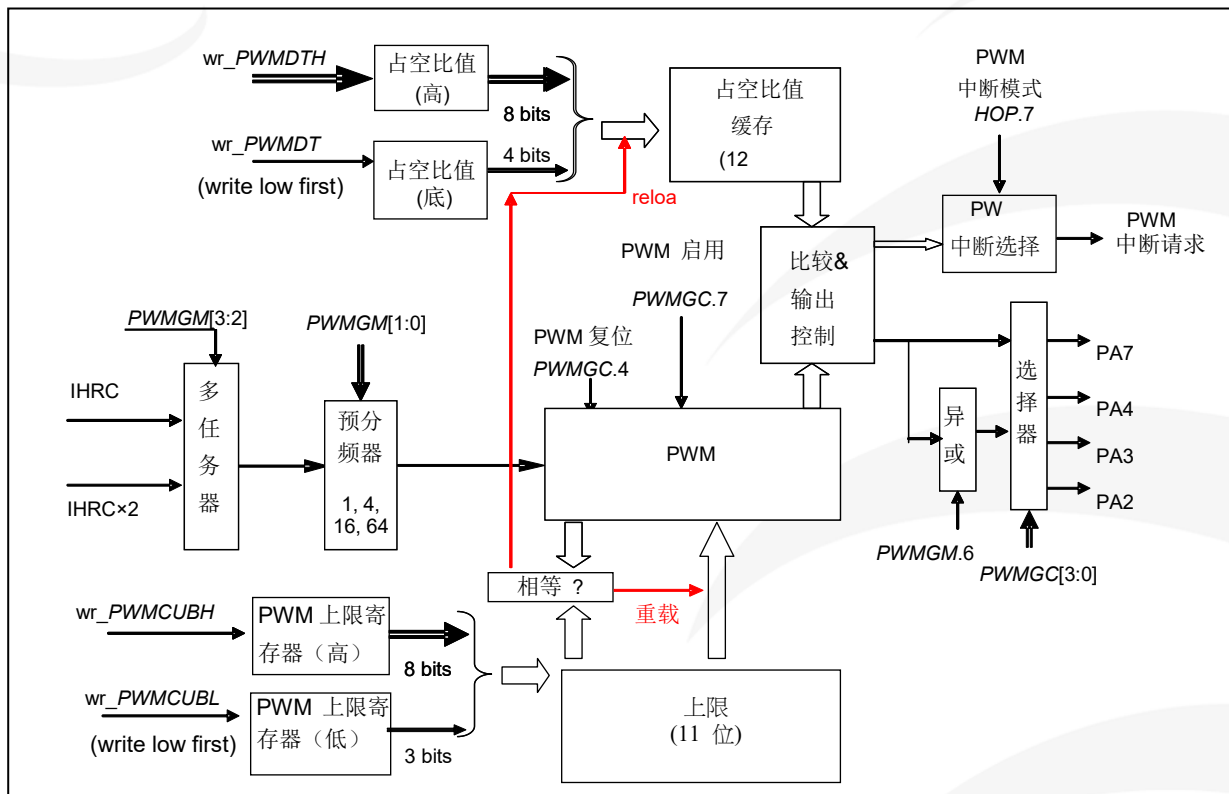 wr_PWMDTH
占空比值
(高)
8 bits
wr_PWMDT
(write low first)
占空比值
(底)
4 bits
占空比值
缓存
(12
reloa
PWM
中断模式
HOP.7
PW
中断选择
PWM
中断请求
PWM 启用
PWMGC.7
PWM 复位
PWMGC.4
比较&
输出
控制
PWMGM[3:2]
PWMGM[1:0]
IHRC
IHRC×2
多
任
务
器
预分
频器
1, 4,
16, 64
PWM
异
或
PWMGM.6
选
择
器
PWMGC[3:0]
PA7
PA4
PA3
PA2
相等 ?
重载
wr_PWMCUBH
PWM 上限寄
存器（高）
8 bits
wr_PWMCUBL
(write low first)
PWM 上限寄
存器（低）
3 bits
上限
(11 位)